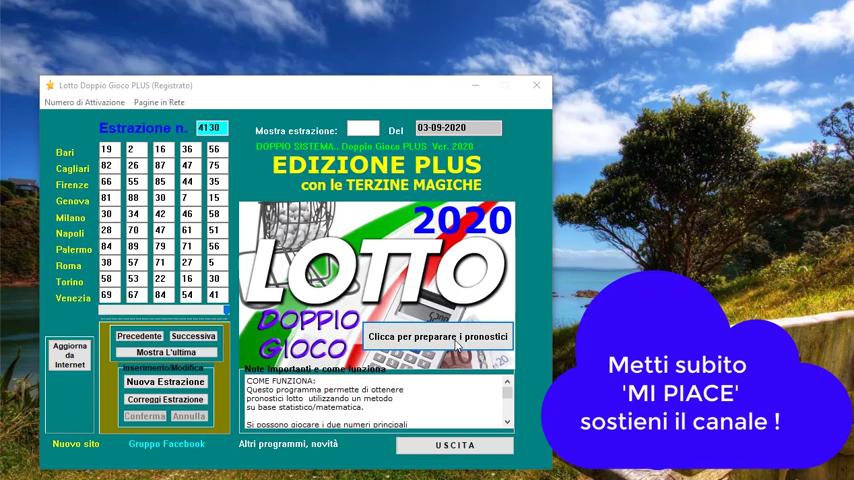 Lotto Doppio Gioco PLUS (Registrato)
Numero di Attivazione Pagine in Rete
Estrazione n. 4130
Mostra estrazione: Del 03-09-2020
DOPPIO SISTEMA.. Doppio Gioco PLUS Ver. 2020
EDIZIONE PLUS
con le TERZINE MAGICHE
Bari 19 2 16 36 56
Cagliari 82 26 87 47 75
Firenze 66 55 85 44 35
Genova 81 88 30 7 15
Milano 30 34 42 46 58
Napoli 28 70 47 61 51
Palermo 84 89 79 71 56
Roma 38 57 71 27 5
Torino 58 53 22 16 30
Venezia 69 67 84 54 41
2020
LOTTO
DOPPIO
GIOCO
Clicca per preparare i pronostici
Aggiorna
da
Internet
Precedente Successiva
Mostra L'ultima
Inserimento/Modifica
Nuova Estrazione
Correggi Estrazione
Conferma Annulla
Note Importanti e come funziona
COME FUNZIONA:
Questo programma permette di ottenere
pronostici lotto utilizzando un metodo
su base statistico/matematica.
Si possono giocare i due numeri principali
Nuovo sito Gruppo Facebook Altri programmi, novità USCITA
Metti subito
'MI PIACE'
sostieni il canale !